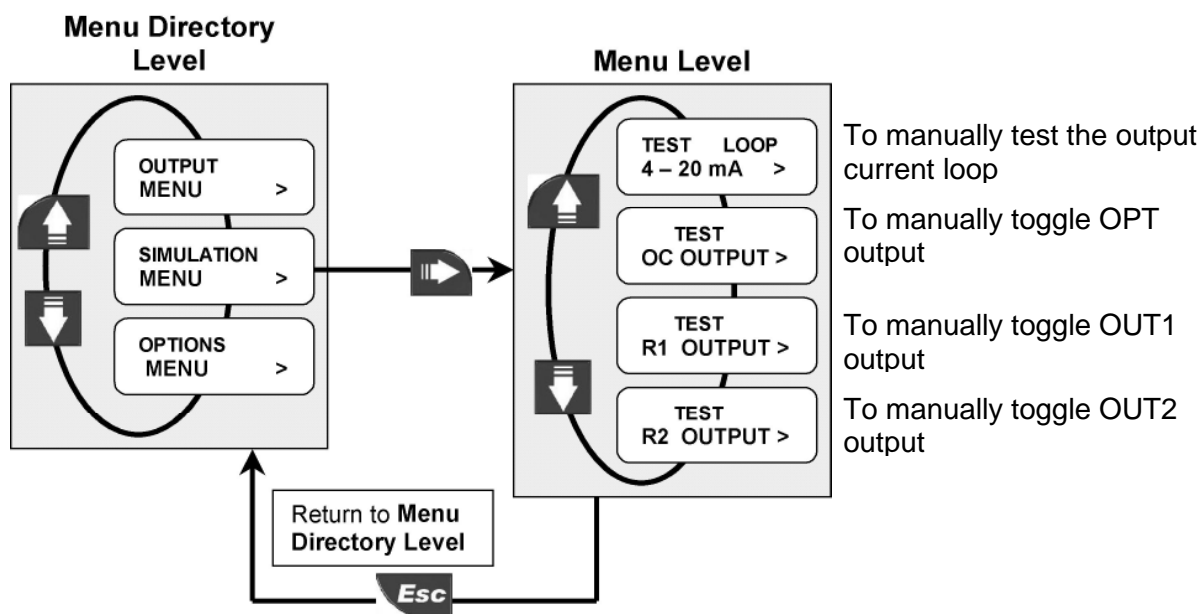 Menu Directory
Level
OUTPUT
MENU >
SIMULATION
MENU >
OPTIONS
MENU >
Menu Level
TEST LOOP
4 – 20 mA >
To manually test the output
current loop
TEST
OC OUTPUT >
To manually toggle OPT
output
TEST
R1 OUTPUT >
To manually toggle OUT1
output
TEST
R2 OUTPUT >
To manually toggle OUT2
output
Return to Menu
Directory Level
Esc